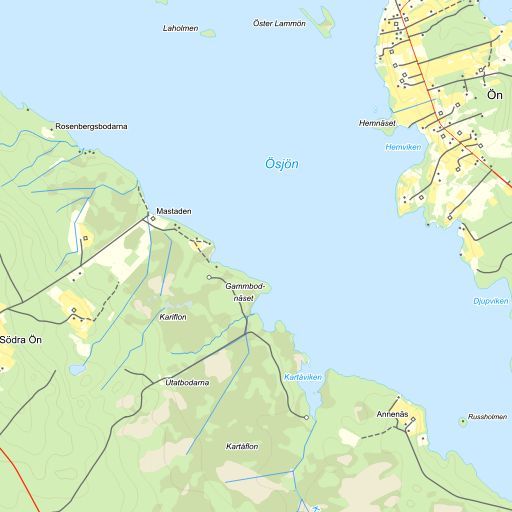 Laholmen
Öster Lammön
Ön
Rosenbergsbodarna
Hemnäset
Hemviken
Ösjön
Mastaden
Gammbod-
näset
Djupviken
Kariflon
Södra Ön
Kartåviken
Utatbodarna
Annenäs
Russholmen
Kartåflon